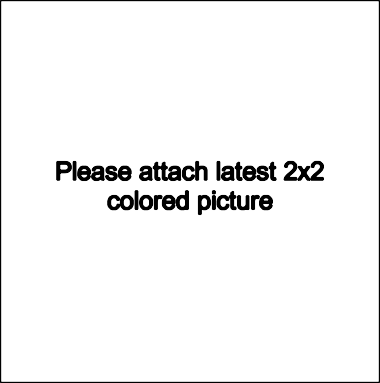 Please attach latest 2x2
colored picture